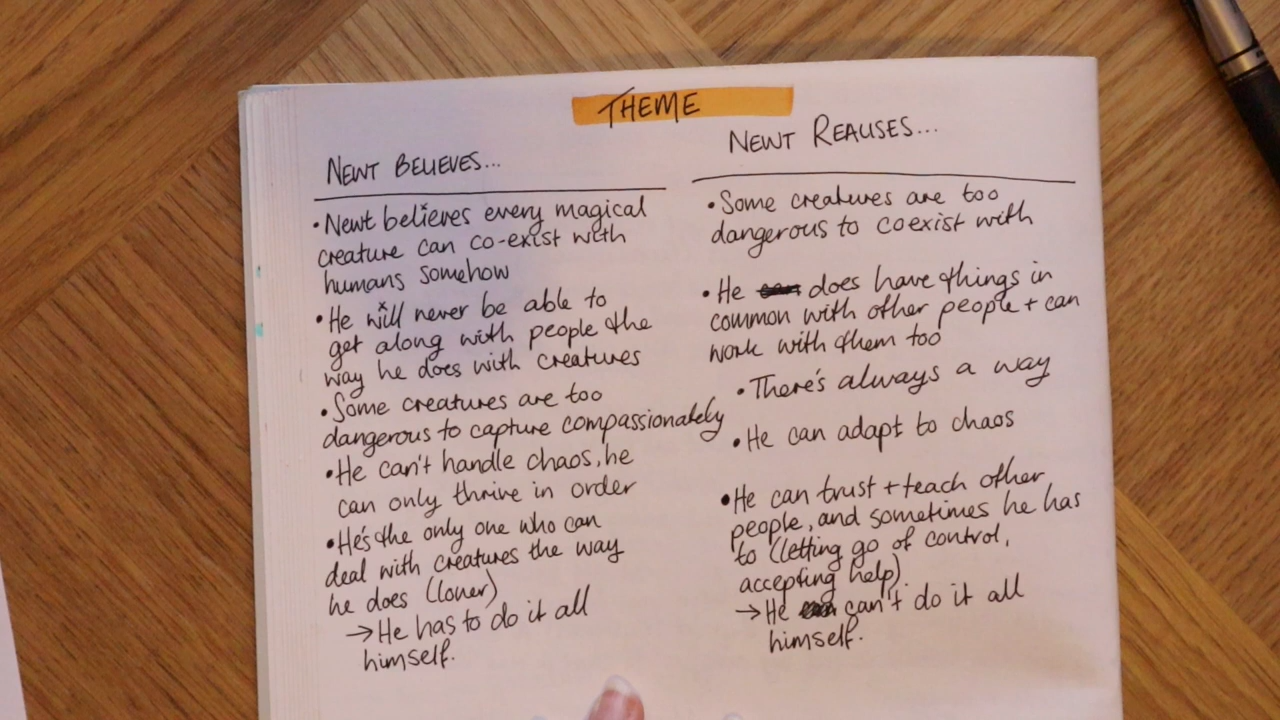 THEME
NEWT BELIEVES...
• Newt believes every magical
creature can co-exist with
humans somehow
• He will never be able to
get along with people the
way he does with creatures
• Some creatures are too
dangerous to capture compassionately
• He can't handle chaos, he
can only thrive in order
• He's the only one who can
deal with creatures the way
he does (loner)
→ He has to do it all
himself.
NEWT REALISES...
• Some creatures are too
dangerous to coexist with
• He does have things in
common with other people + can
work with them too
• There's always a way
• He can adapt to chaos
• He can trust + teach other
people, and sometimes he has
to (letting go of control,
accepting help)
→ He can't do it all
himself.